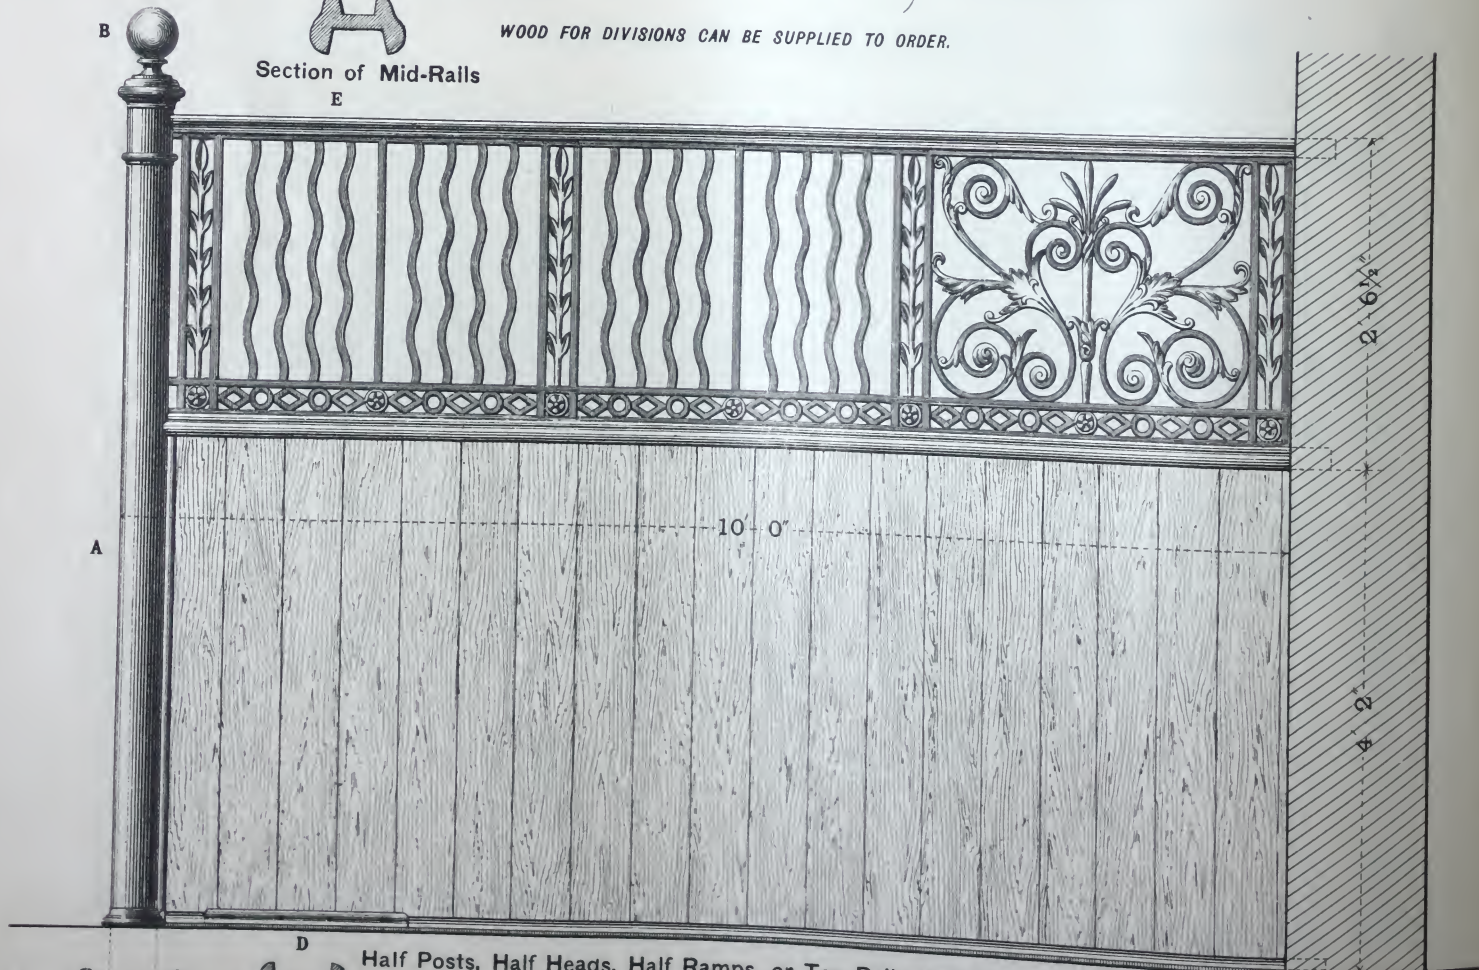 B
WOOD FOR DIVISIONS CAN BE SUPPLIED TO ORDER.
Section of Mid-Rails
E
2' 6½"
10' 0"
A
4' 2"
D
Half Posts, Half Heads, Half Ramps, or